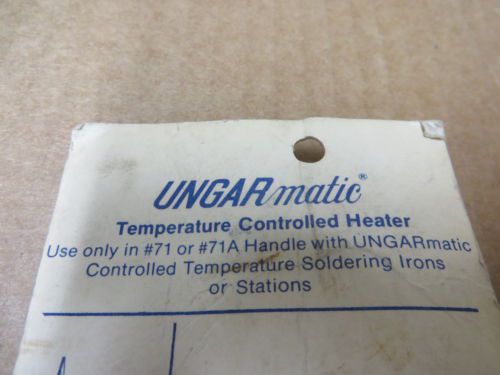 UNGARmatic®
Temperature Controlled Heater
Use only in #71 or #71A Handle with UNGARmatic
Controlled Temperature Soldering Irons
or Stations